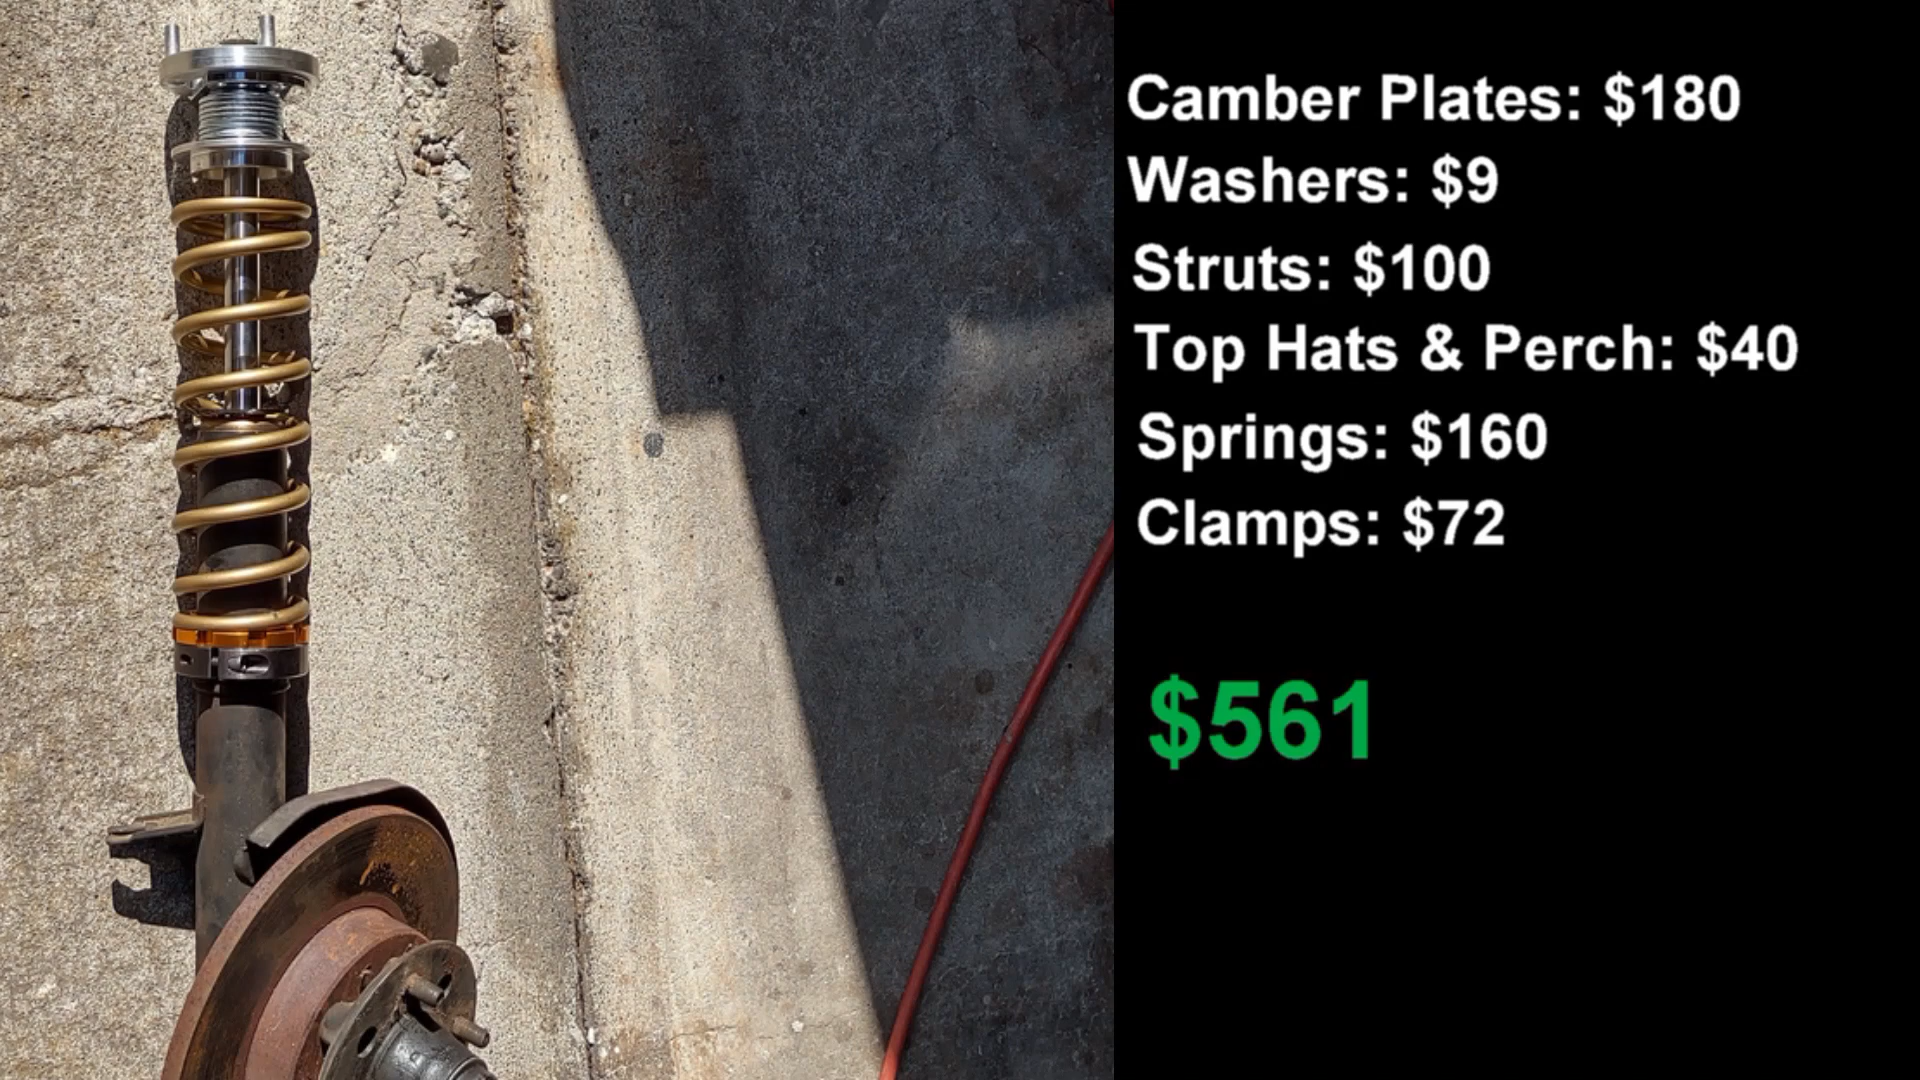 Camber Plates: $180
Washers: $9
Struts: $100
Top Hats & Perch: $40
Springs: $160
Clamps: $72
$561